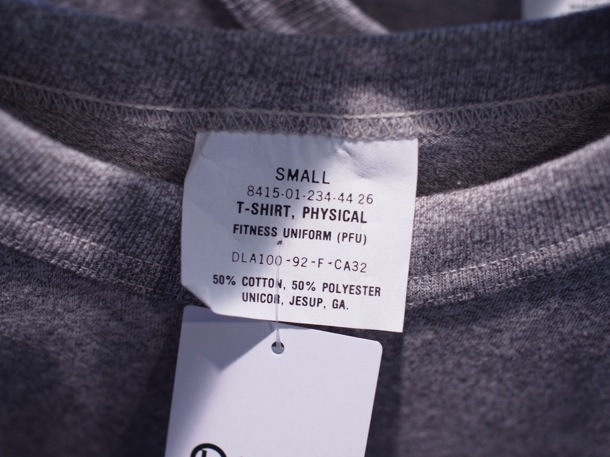 SMALL
8415-01-234-44 26
T-SHIRT, PHYSICAL
FITNESS UNIFORM (PFU)
DLA100-92-F-CA32
50% COTTON, 50% POLYESTER
UNICOR, JESUP, GA.